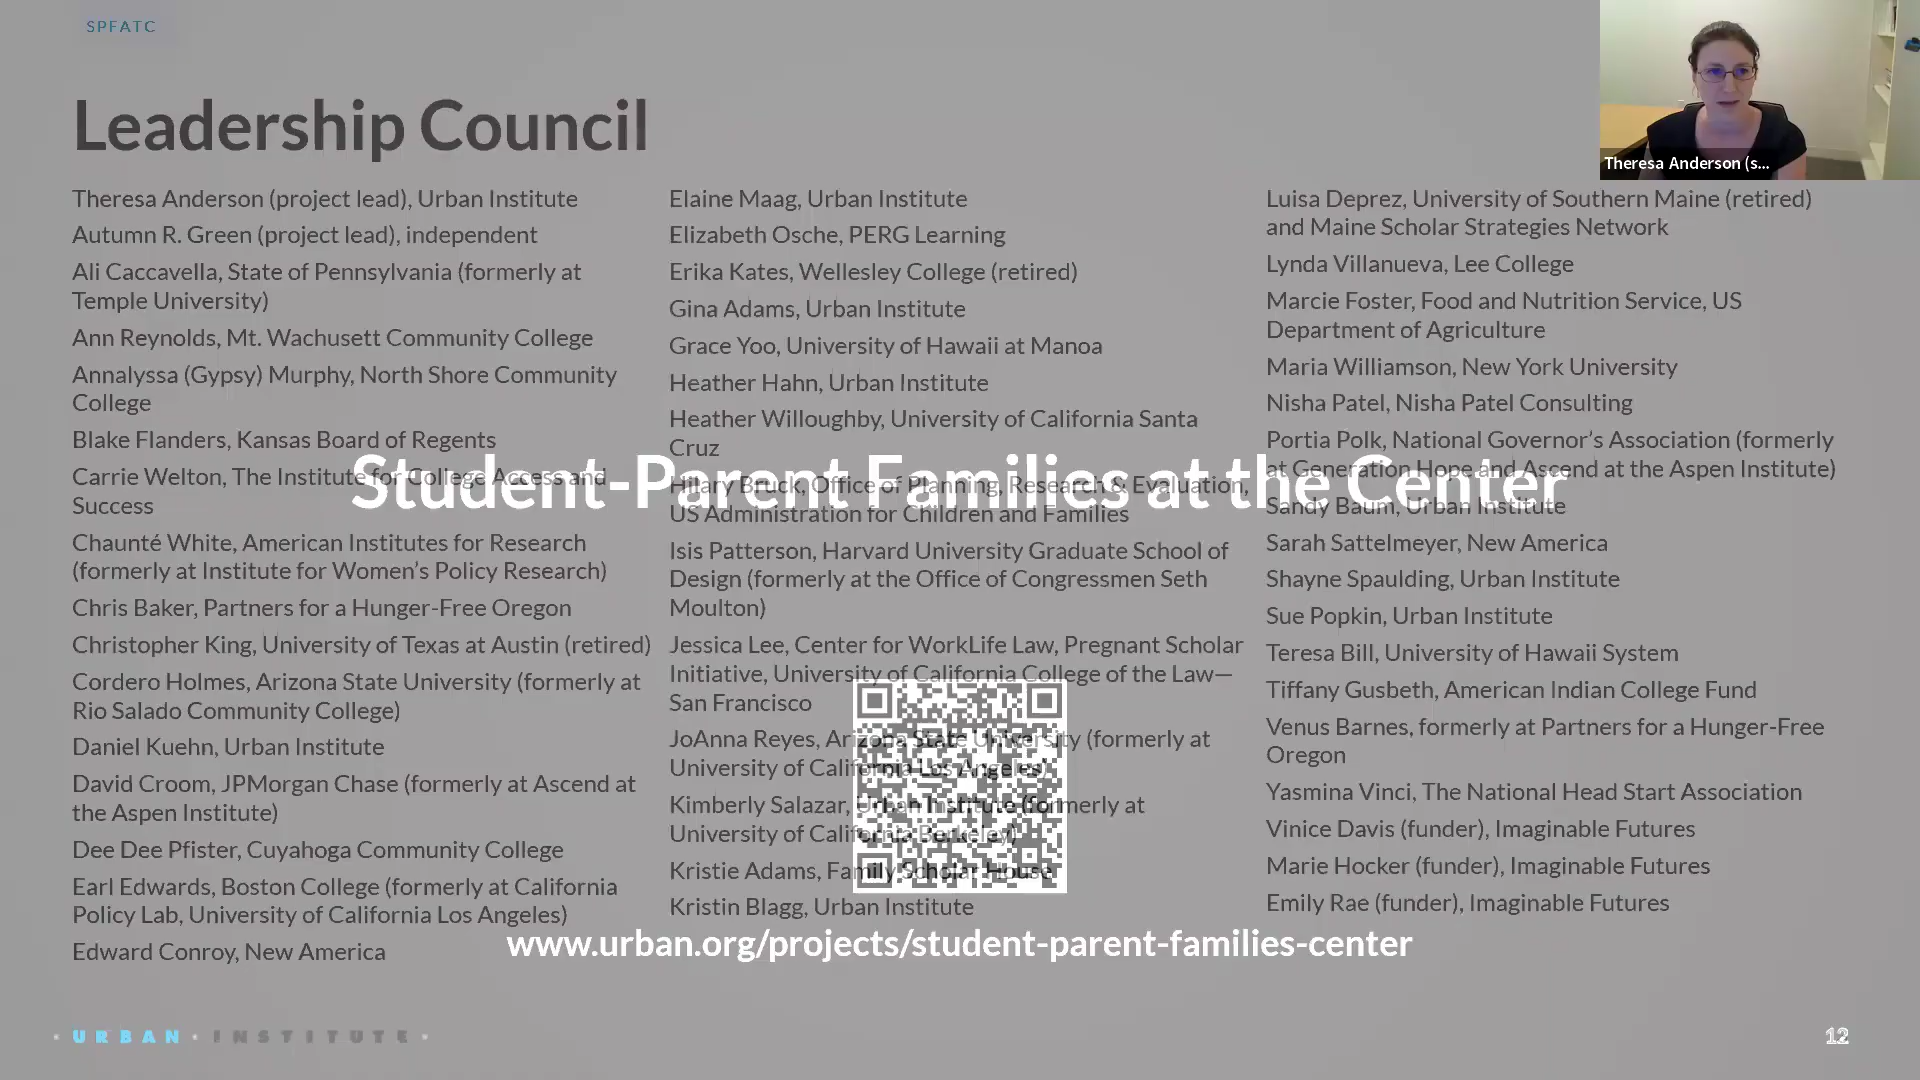 SPFATC
Theresa Anderson (s...
Leadership Council
Theresa Anderson (project lead), Urban Institute
Autumn R. Green (project lead), independent
Ali Caccavella, State of Pennsylvania (formerly at
Temple University)
Ann Reynolds, Mt. Wachusett Community College
Annalyssa (Gypsy) Murphy, North Shore Community
College
Blake Flanders, Kansas Board of Regents
Carrie Welton, The Institute for College Access and
Success
Chaunté White, American Institutes for Research
(formerly at Institute for Women’s Policy Research)
Chris Baker, Partners for a Hunger-Free Oregon
Christopher King, University of Texas at Austin (retired)
Cordero Holmes, Arizona State University (formerly at
Rio Salado Community College)
Daniel Kuehn, Urban Institute
David Croom, JPMorgan Chase (formerly at Ascend at
the Aspen Institute)
Dee Dee Pfister, Cuyahoga Community College
Earl Edwards, Boston College (formerly at California
Policy Lab, University of California Los Angeles)
Edward Conroy, New America
Elaine Maag, Urban Institute
Elizabeth Osche, PERG Learning
Erika Kates, Wellesley College (retired)
Gina Adams, Urban Institute
Grace Yoo, University of Hawaii at Manoa
Heather Hahn, Urban Institute
Heather Willoughby, University of California Santa
Cruz
Hilary Bruck, Office of Planning, Research & Evaluation,
US Administration for Children and Families
Isis Patterson, Harvard University Graduate School of
Design (formerly at the Office of Congressmen Seth
Moulton)
Jessica Lee, Center for WorkLife Law, Pregnant Scholar
Initiative, University of California College of the Law—
San Francisco
JoAnna Reyes, Arizona State University (formerly at
University of California Los Angeles)
Kimberly Salazar, Urban Institute (formerly at
University of California Berkeley)
Kristie Adams, Family Scholar House
Kristin Blagg, Urban Institute
Luisa Deprez, University of Southern Maine (retired)
and Maine Scholar Strategies Network
Lynda Villanueva, Lee College
Marcie Foster, Food and Nutrition Service, US
Department of Agriculture
Maria Williamson, New York University
Nisha Patel, Nisha Patel Consulting
Portia Polk, National Governor’s Association (formerly
at Generation Hope and Ascend at the Aspen Institute)
Sandy Baum, Urban Institute
Sarah Sattelmeyer, New America
Shayne Spaulding, Urban Institute
Sue Popkin, Urban Institute
Teresa Bill, University of Hawaii System
Tiffany Gusbeth, American Indian College Fund
Venus Barnes, formerly at Partners for a Hunger-Free
Oregon
Yasmina Vinci, The National Head Start Association
Vinice Davis (funder), Imaginable Futures
Marie Hocker (funder), Imaginable Futures
Emily Rae (funder), Imaginable Futures
Student-Parent Families at the Center
www.urban.org/projects/student-parent-families-center
· URBAN · INSTITUTE ·
12